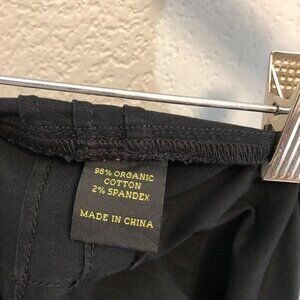 98% ORGANIC
COTTON
2% SPANDEX
MADE IN CHINA